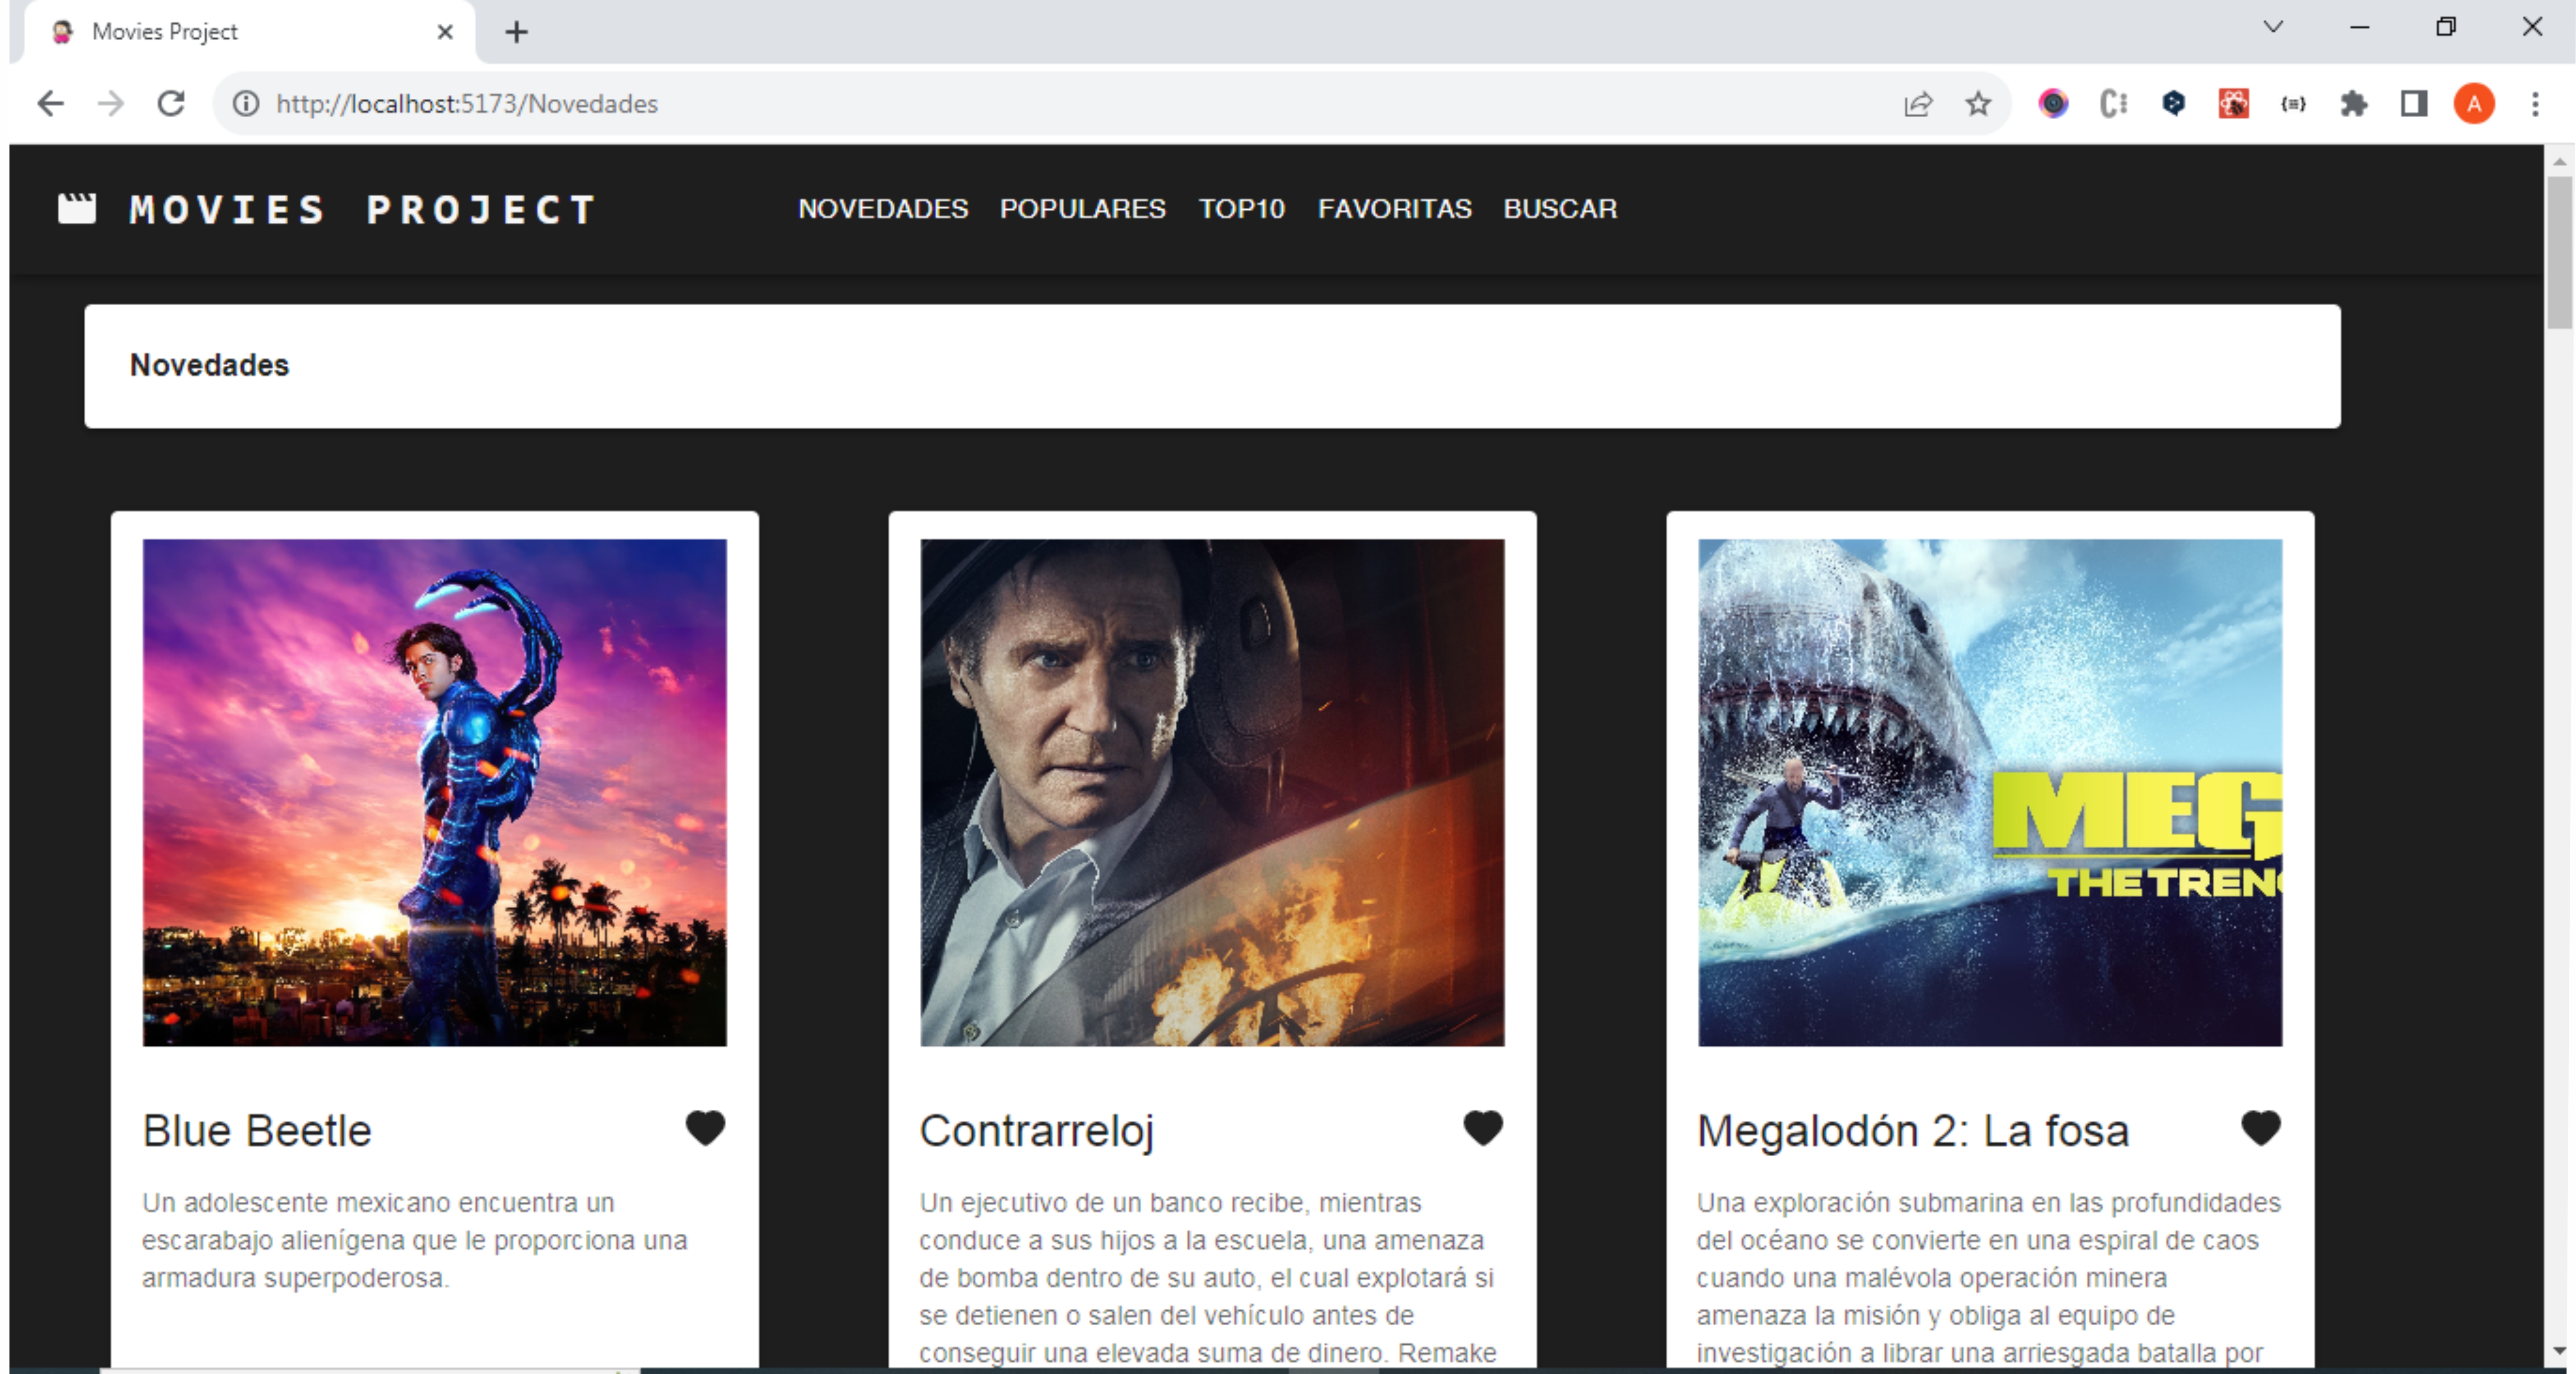 Movies Project
http://localhost:5173/Novedades
A
MOVIES PROJECT
NOVEDADES POPULARES TOP10 FAVORITAS BUSCAR
Novedades
MEG
THE TREN
Blue Beetle
Un adolescente mexicano encuentra un
escarabajo alienígena que le proporciona una
armadura superpoderosa.
Contrarreloj
Un ejecutivo de un banco recibe, mientras
conduce a sus hijos a la escuela, una amenaza
de bomba dentro de su auto, el cual explotará si
se detienen o salen del vehículo antes de
conseguir una elevada suma de dinero. Remake
Megalodón 2: La fosa
Una exploración submarina en las profundidades
del océano se convierte en una espiral de caos
cuando una malévola operación minera
amenaza la misión y obliga al equipo de
investigación a librar una arriesgada batalla por